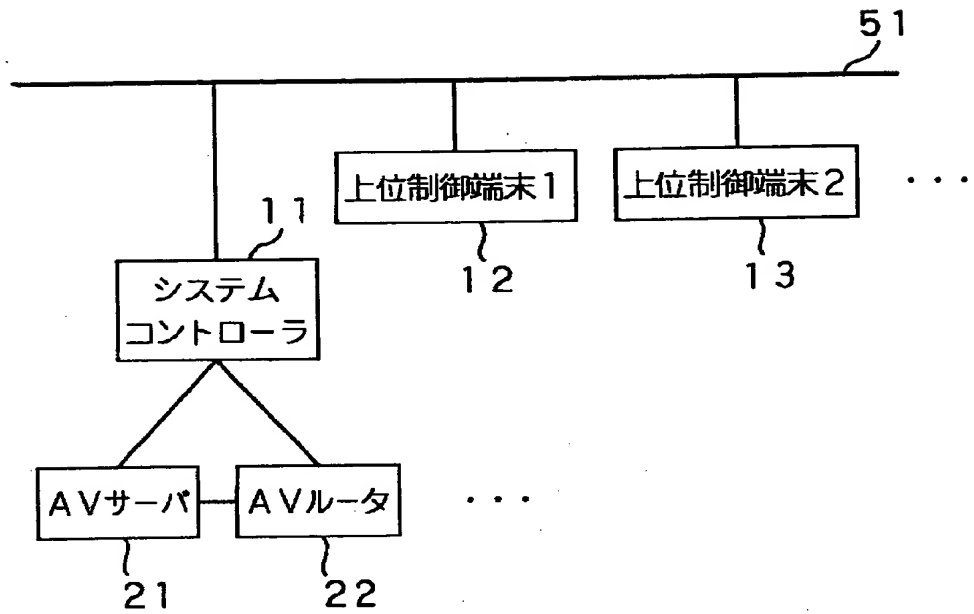 51
上位制御端末1
上位制御端末2
・・・
11
12
13
システム
コントローラ
AVサーバ
AVルータ
・・・
21
22